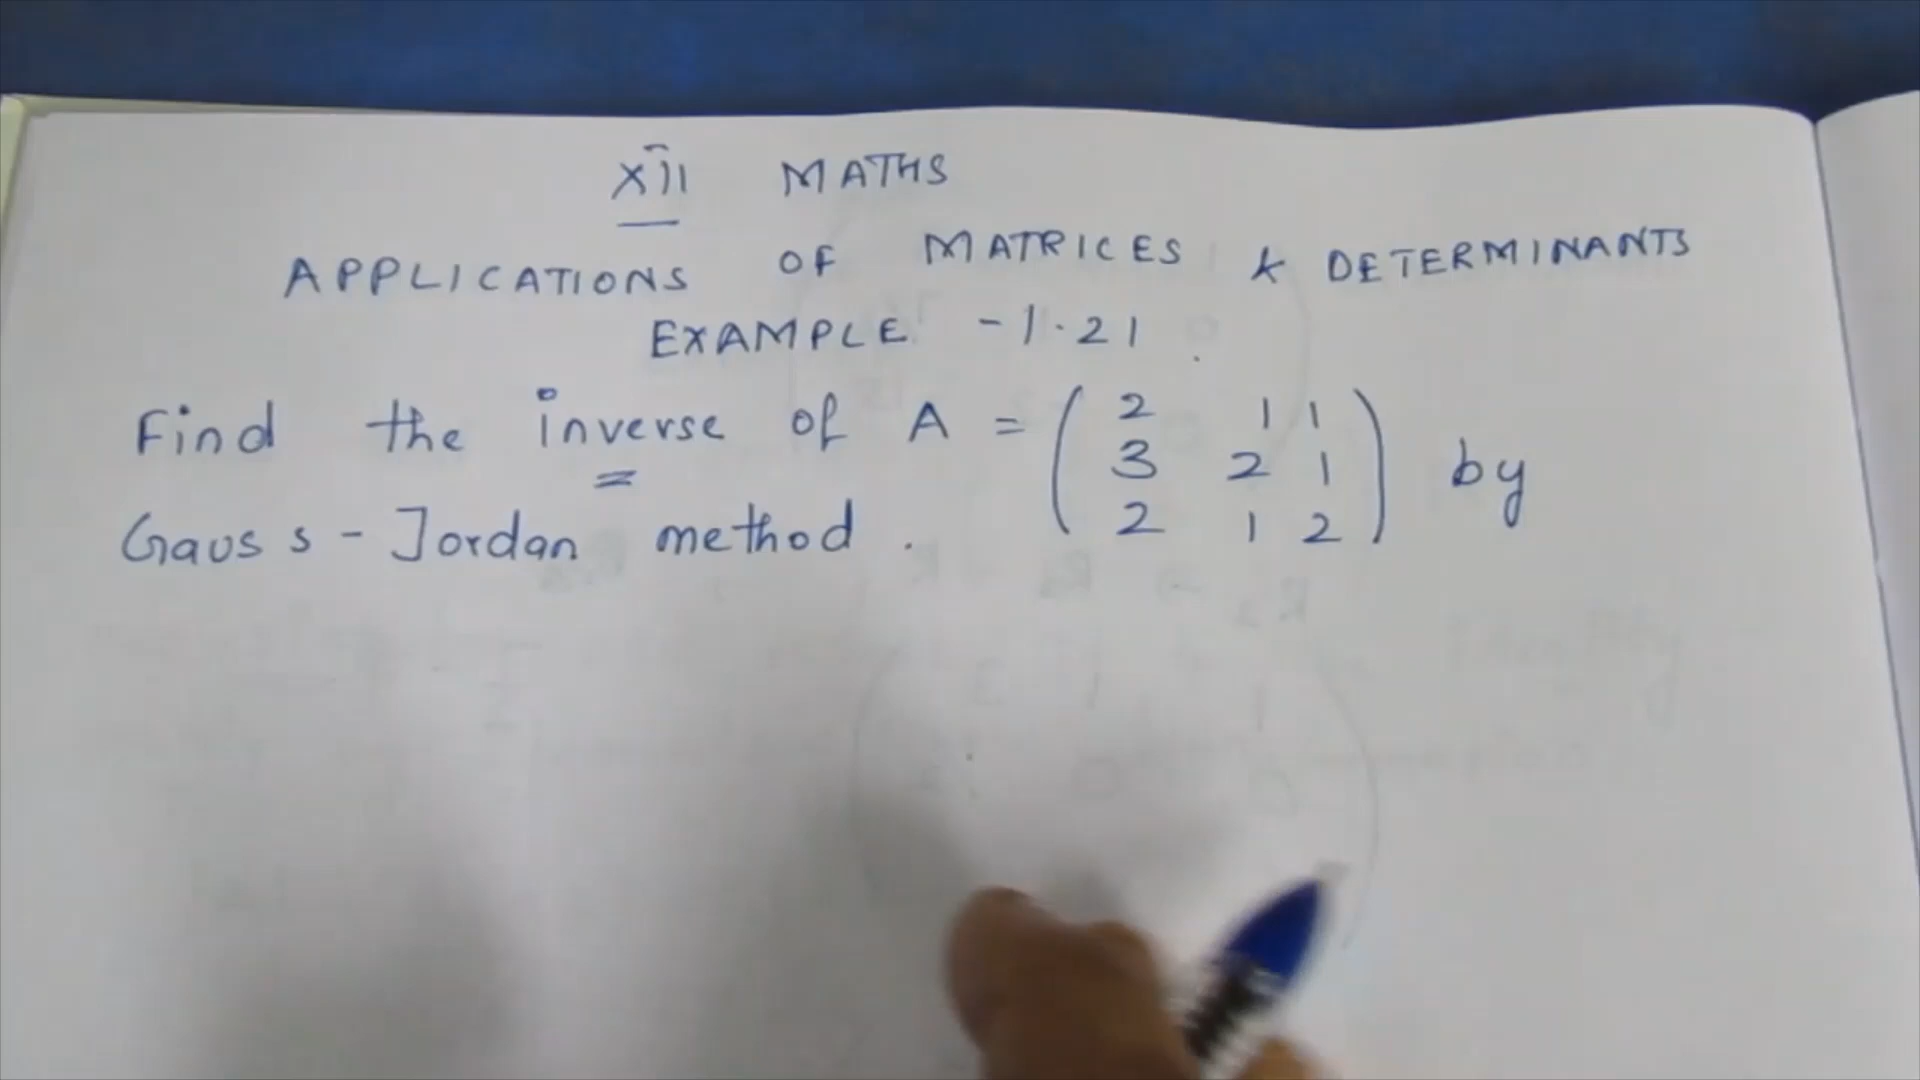 XII MATHS
APPLICATIONS OF MATRICES & DETERMINANTS
EXAMPLE - 1.21
Find the inverse of A = ( 2 1 1
3 2 1
2 1 2 ) by
Gauss - Jordan method .